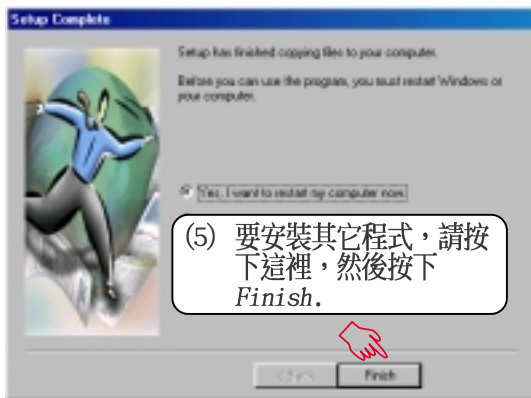 Setup Complete
Setup has finished copying files to your computer.
Before you can use the program, you must restart Windows or
your computer.
Yes, I want to restart my computer now.
(5) 要安裝其它程式，請按
下這裡，然後按下
Finish.
< Back
Finish